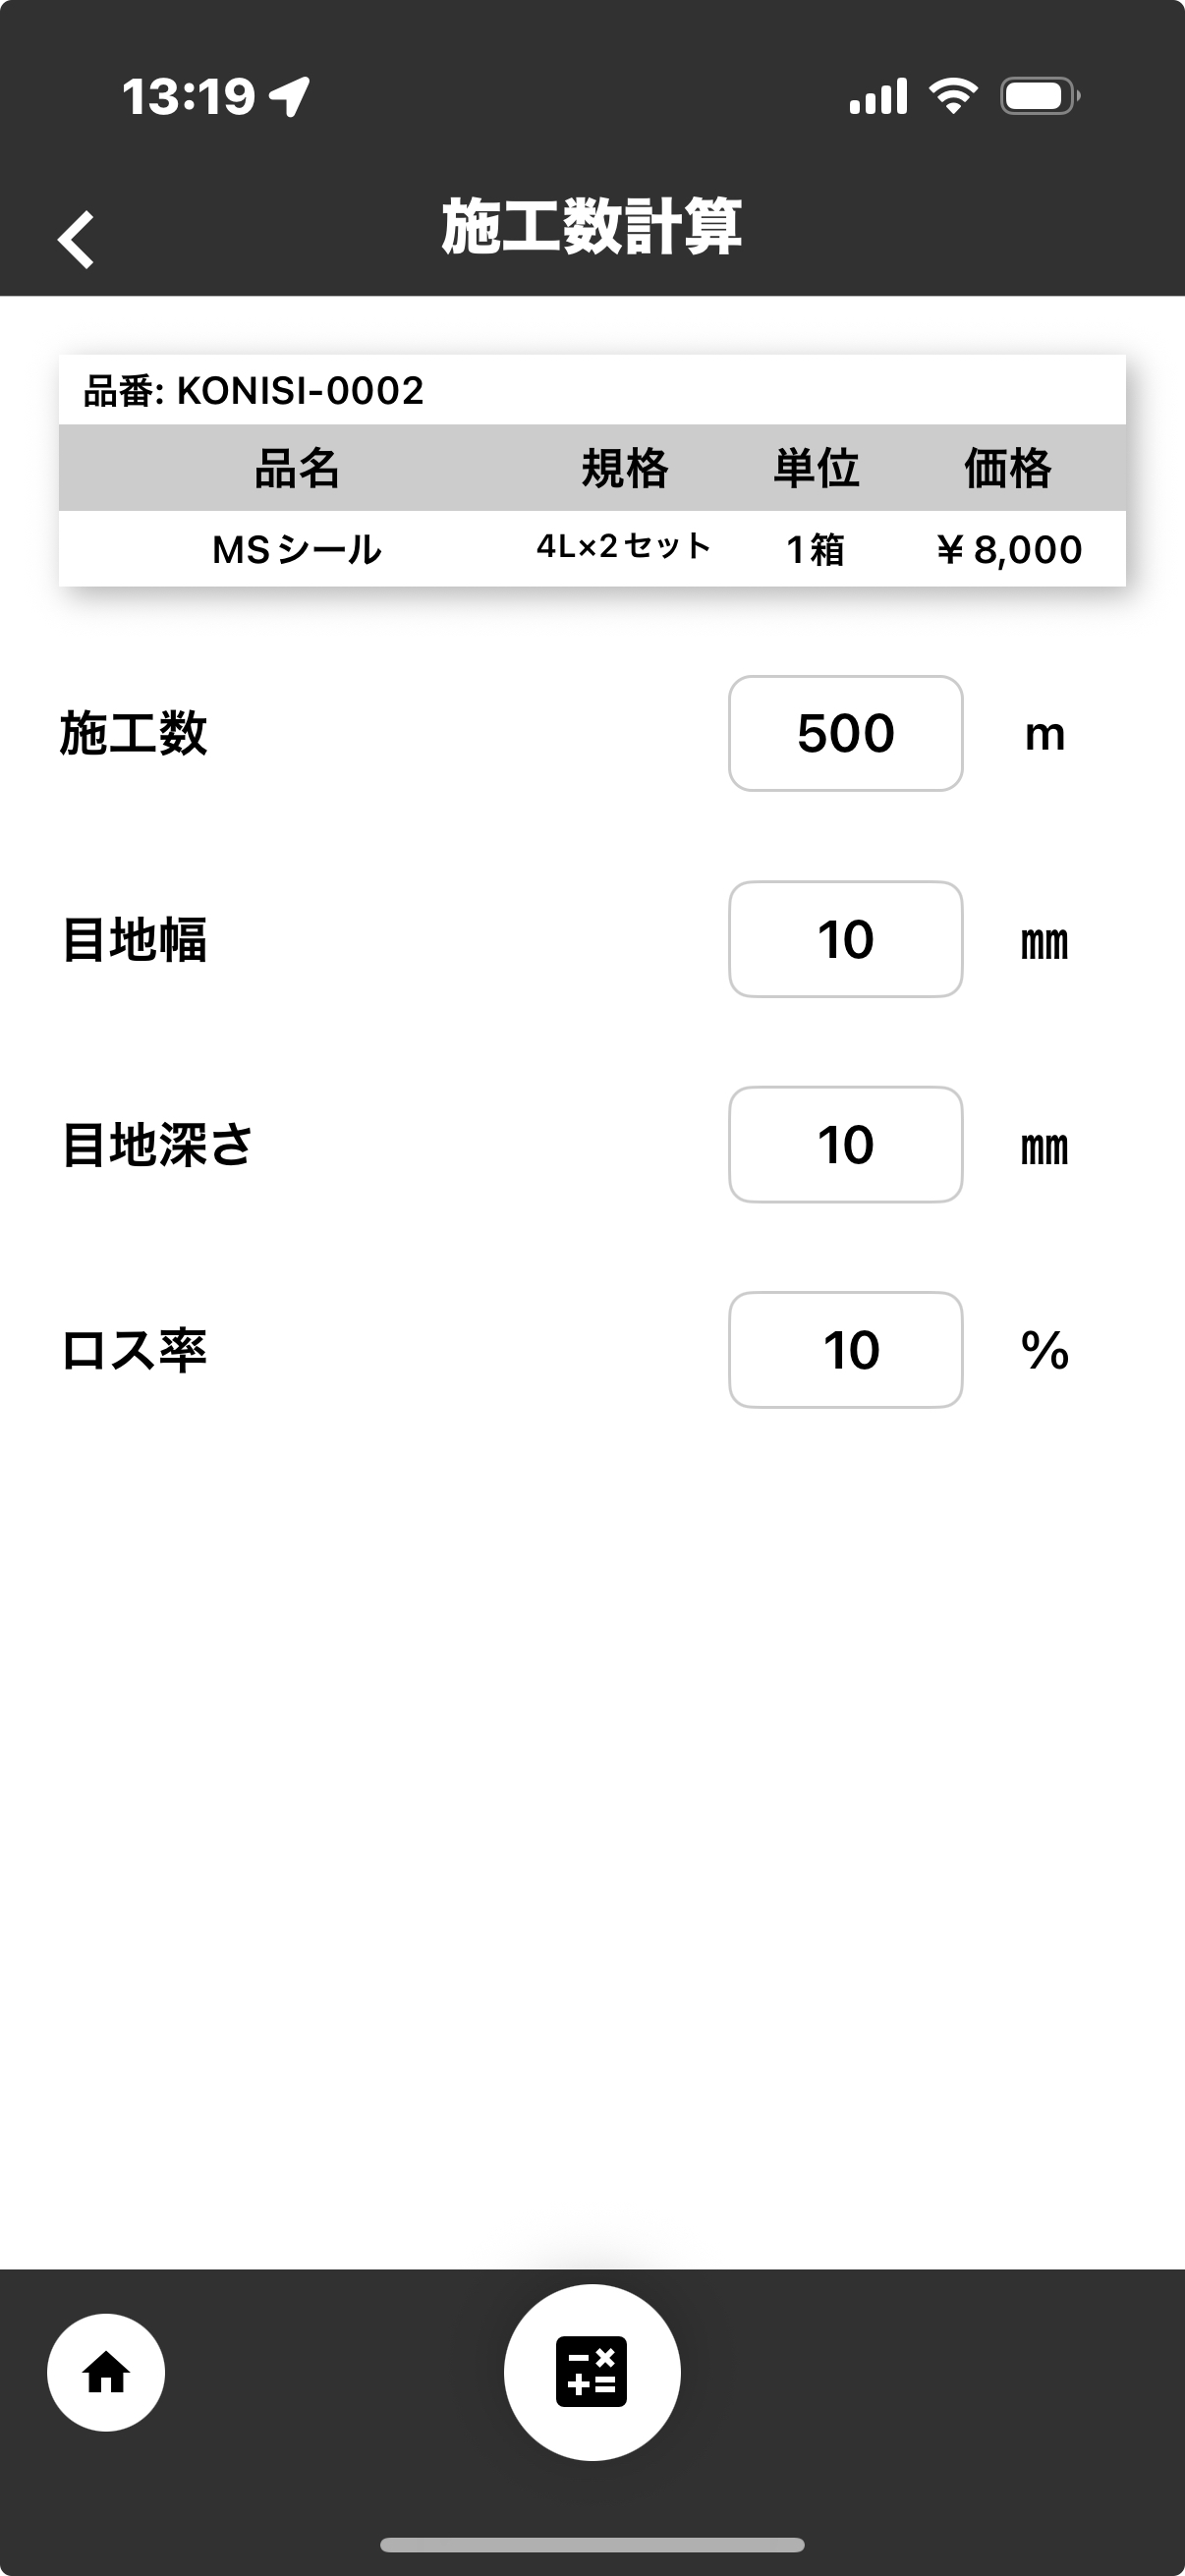 13:19
施工数計算
品番: KONISI-0002
品名 規格 単位 価格
MSシール 4L×2セット 1箱 ¥8,000
施工数 500 m
目地幅 10 ㎜
目地深さ 10 ㎜
ロス率 10 %